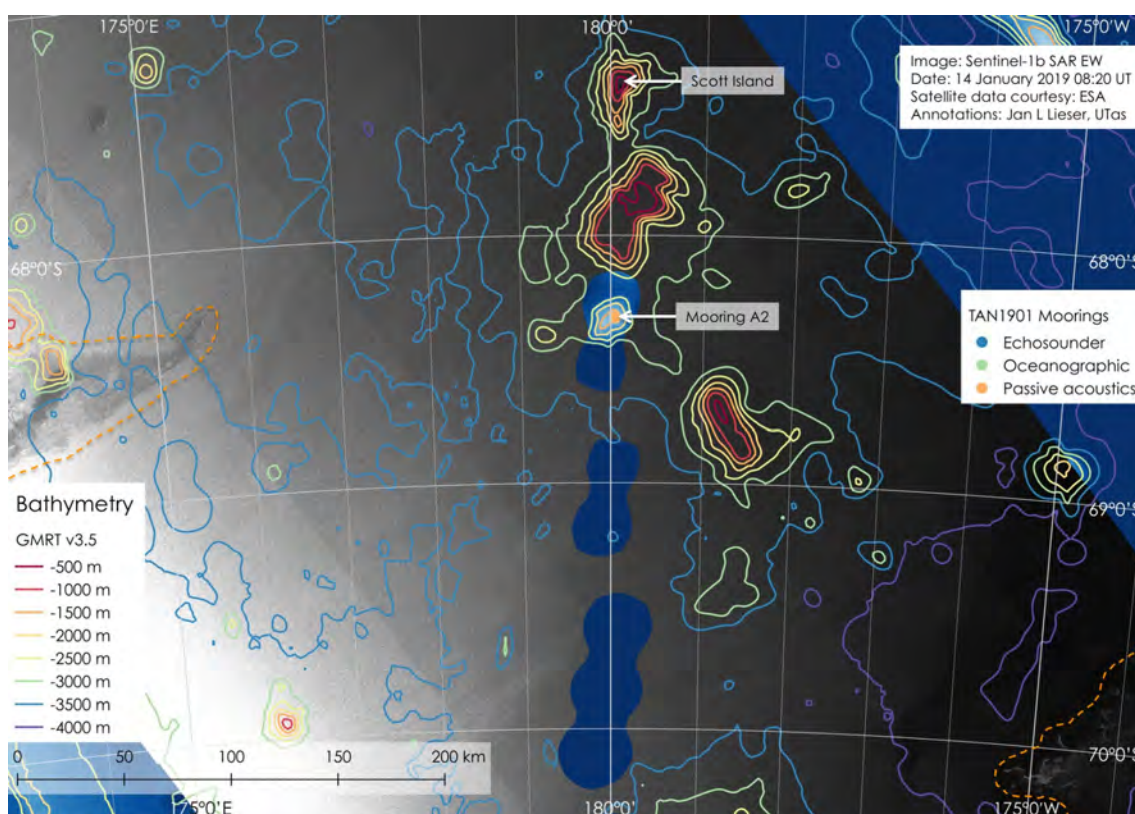 175°0'E
180°0'
175°0'W
Image: Sentinel-1b SAR EW
Date: 14 January 2019 08:20 UT
Satellite data courtesy: ESA
Annotations: Jan L Lieser, UTas
Scott Island
68°0'S
68°0'S
Mooring A2
TAN1901 Moorings
Echosounder
Oceanographic
Passive acoustics
69°0'S
Bathymetry
GMRT v3.5
-500 m
-1000 m
-1500 m
-2000 m
-2500 m
-3000 m
-3500 m
-4000 m
0 50 100 150 200 km
70°0'S
175°0'E
180°0'
175°0'W